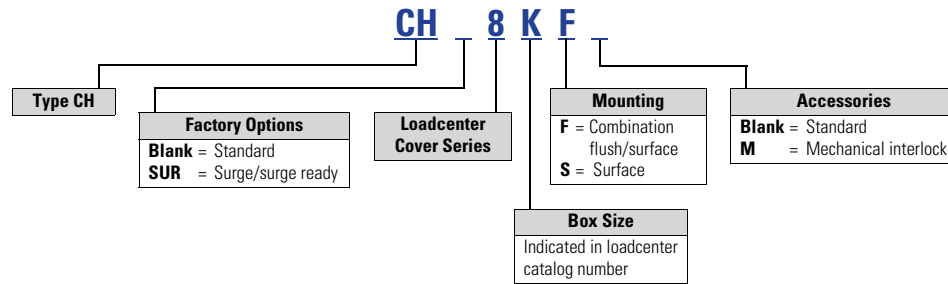 CH _ 8 K F _
Type CH
Factory Options
Blank = Standard
SUR = Surge/surge ready
Loadcenter
Cover Series
Mounting
F = Combination
flush/surface
S = Surface
Accessories
Blank = Standard
M = Mechanical interlock
Box Size
Indicated in loadcenter
catalog number